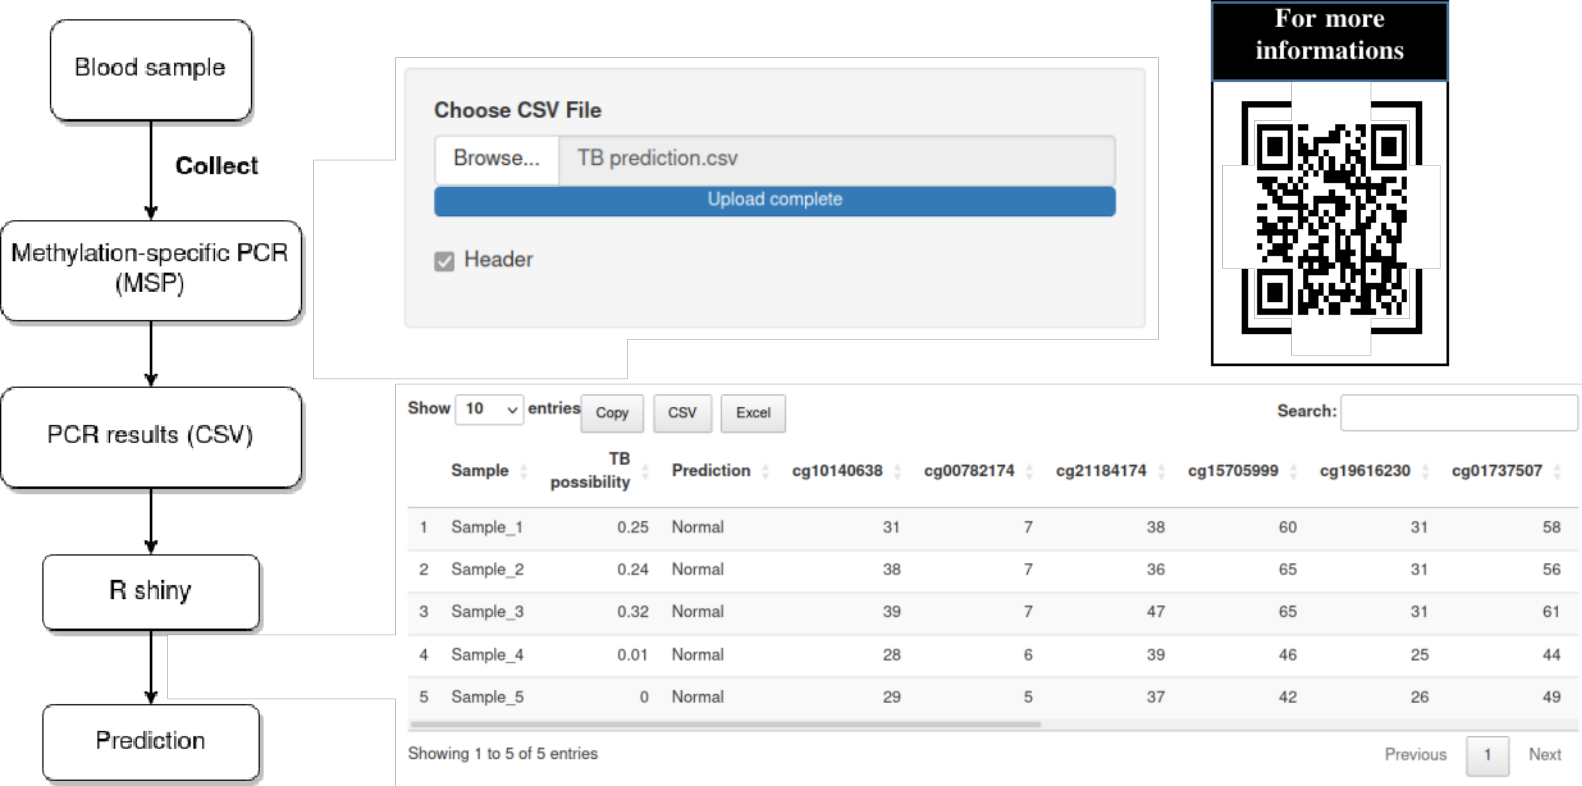 Blood sample
Collect
Methylation-specific PCR
(MSP)
PCR results (CSV)
R shiny
Prediction
Choose CSV File
Browse... TB prediction.csv
Upload complete
Header
For more
informations
Show 10 entries Copy CSV Excel Search:
Sample TB possibility Prediction cg10140638 cg00782174 cg21184174 cg15705999 cg19616230 cg01737507
1 Sample_1 0.25 Normal 31 7 38 60 31 58
2 Sample_2 0.24 Normal 38 7 36 65 31 56
3 Sample_3 0.32 Normal 39 7 47 65 31 61
4 Sample_4 0.01 Normal 28 6 39 46 25 44
5 Sample_5 0 Normal 29 5 37 42 26 49
Showing 1 to 5 of 5 entries Previous 1 Next